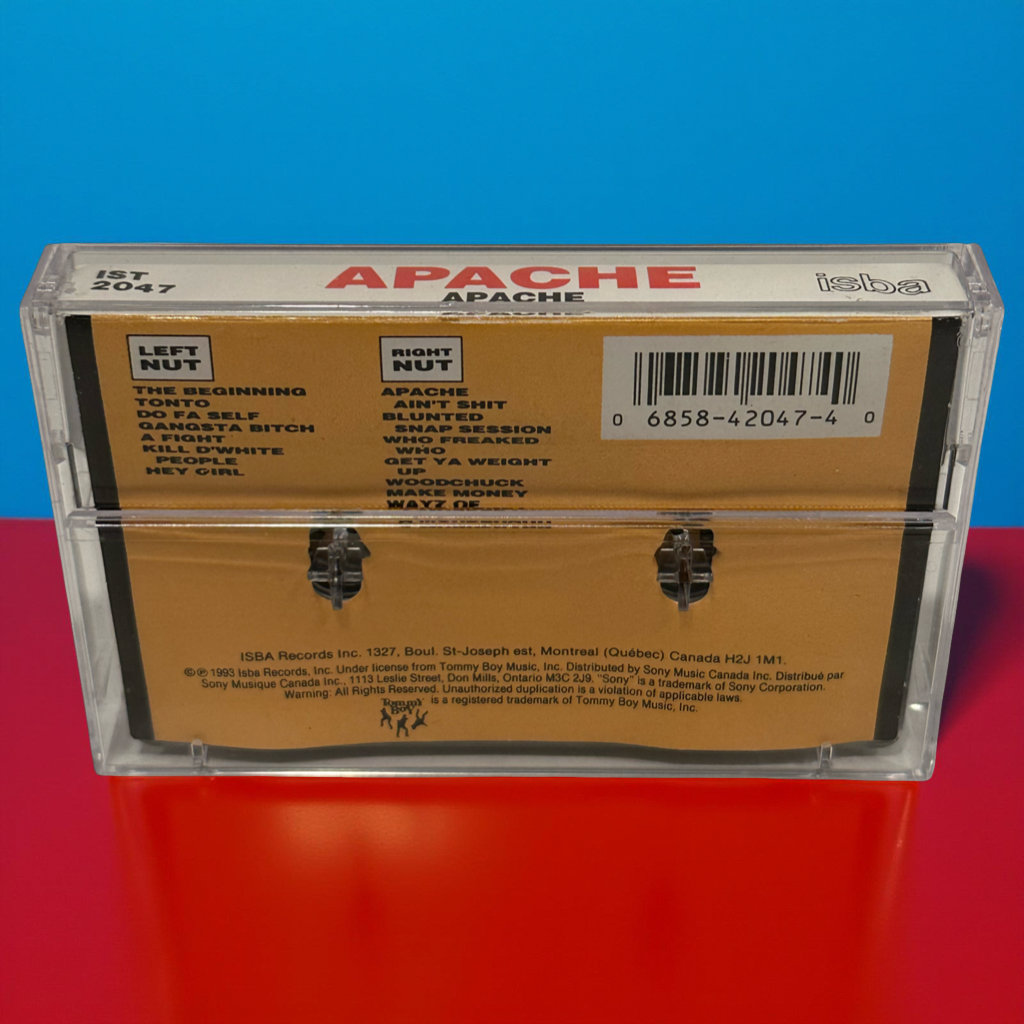 IST
2047
APACHE
APACHE
isba
LEFT
NUT
THE BEGINNING
TONTO
DO FA SELF
GANGSTA BITCH
A FIGHT
KILL D'WHITE
PEOPLE
HEY GIRL
RIGHT
NUT
APACHE
AIN'T SHIT
BLUNTED
SNAP SESSION
WHO FREAKED
WHO
GET YA WEIGHT
UP
WOODCHUCK
MAKE MONEY
WAYZ OF
0 6858-42047-4 0
ISBA Records Inc. 1327, Boul. St-Joseph est, Montreal (Québec) Canada H2J 1M1.
©℗ 1993 Isba Records, Inc. Under license from Tommy Boy Music, Inc. Distributed by Sony Music Canada Inc. Distribué par
Sony Musique Canada Inc., 1113 Leslie Street, Don Mills, Ontario M3C 2J9. "Sony" is a trademark of Sony Corporation.
Warning: All Rights Reserved. Unauthorized duplication is a violation of applicable laws.
Tommy Boy is a registered trademark of Tommy Boy Music, Inc.